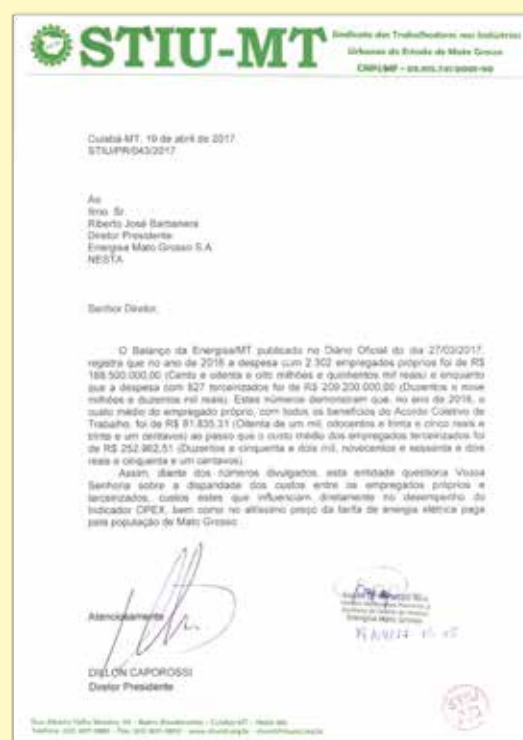 STIU-MT
Sindicato dos Trabalhadores nas Indústrias
Urbanas do Estado de Mato Grosso
Cuiabá-MT, 19 de abril de 2017
STIU/PR/043/2017
Ao
Ilmo. Sr.
Riberto José Barbanera
Diretor Presidente
Energisa Mato Grosso S.A.
NESTA
Senhor Diretor,
O Balanço da Energisa/MT publicado no Diário Oficial do dia 27/03/2017,
registra que no ano de 2016 a despesa com 2.302 empregados próprios foi de R$
188.500.000,00 (Cento e oitenta e oito milhões e quinhentos mil reais) e enquanto
que a despesa com 827 terceirizados foi de R$ 209.200.000,00 (Duzentos e nove
milhões e duzentos mil reais). Estes números demonstram que, no ano de 2016, o
custo médio do empregado próprio, com todos os benefícios do Acordo Coletivo de
Trabalho, foi de R$ 81.835,31 (Oitenta de um mil, oitocentos e trinta e cinco reais e
trinta e um centavos) ao passo que o custo médio dos empregados terceirizados foi
de R$ 252.962,51 (Duzentos e cinquenta e dois mil, novecentos e sessenta e dois
reais e cinquenta e um centavos).
Assim, diante dos números divulgados, esta entidade questiona Vossa
Senhoria sobre a disparidade dos custos entre os empregados próprios e
terceirizados, custos estes que influenciam diretamente no desempenho do
Indicador OPEX, bem como no altíssimo preço da tarifa de energia elétrica paga
pela população de Mato Grosso.
Atenciosamente
DILLON CAPOROSSI
Diretor Presidente
Energisa Mato Grosso
STIU